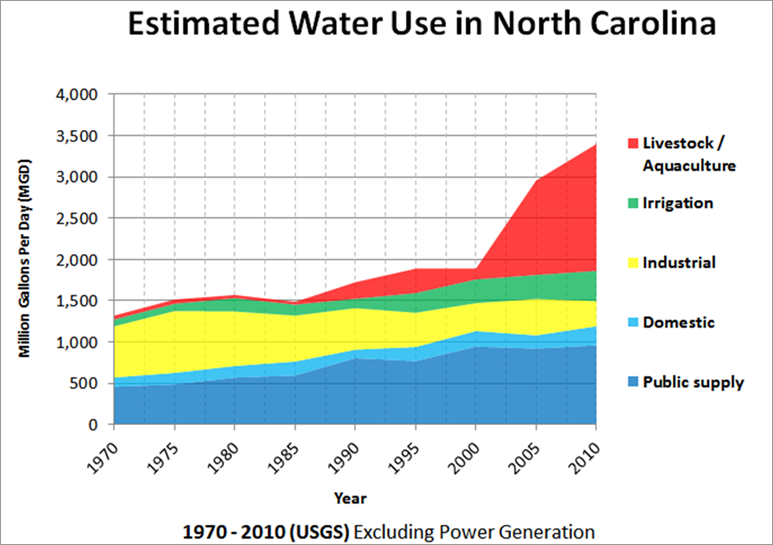 Estimated Water Use in North Carolina
4,000
3,500
3,000
2,500
2,000
1,500
1,000
500
0
Million Gallons Per Day (MGD)
1970
1975
1980
1985
1990
1995
2000
2005
2010
Year
Livestock /
Aquaculture
Irrigation
Industrial
Domestic
Public supply
1970 - 2010 (USGS) Excluding Power Generation